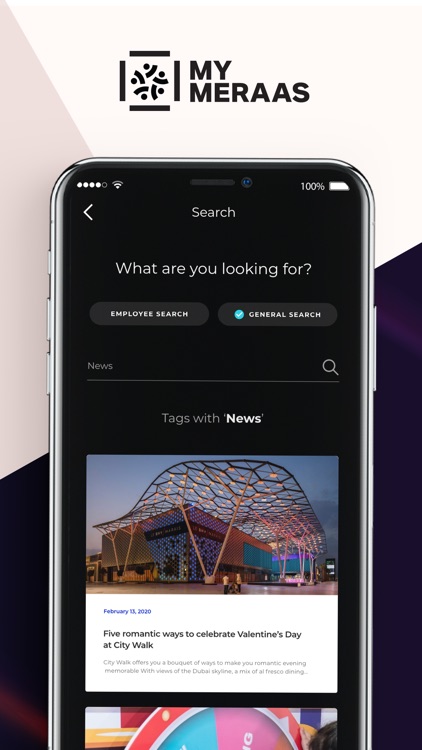 MY
MERAAS
100%
Search
What are you looking for?
EMPLOYEE SEARCH
GENERAL SEARCH
News
Tags with 'News'
February 13, 2020
Five romantic ways to celebrate Valentine's Day
at City Walk
City Walk offers you a bouquet of ways to make you romantic evening
memorable With views of the Dubai skyline, a mix of al fresco dining...